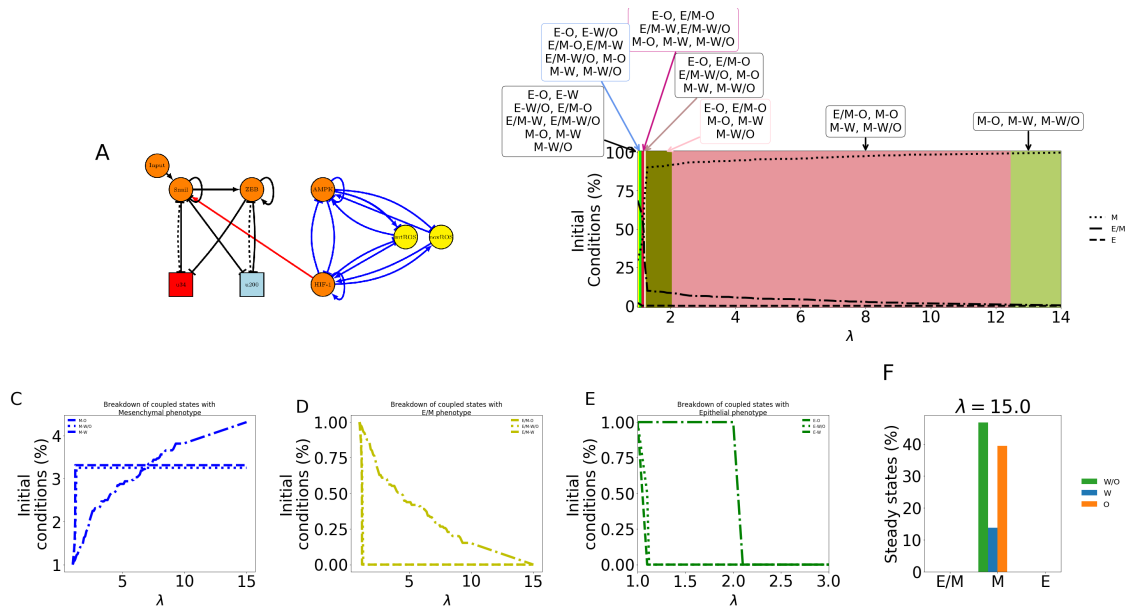 A
Input
Snail
ZEB
u34
u200
AMPK
HIF-1
mtROS
noxROS
E-O, E/M-O
E/M-W,E/M-W/O
M-O, M-W, M-W/O
E-O, E-W/O
E/M-O,E/M-W
E/M-W/O, M-O
M-W, M-W/O
E-O, E/M-O
E/M-W/O, M-O
M-W, M-W/O
E-O, E-W
E-W/O, E/M-O
E/M-W, E/M-W/O
M-O, M-W
M-W/O
E-O, E/M-O
M-O, M-W
M-W/O
E/M-O, M-O
M-W, M-W/O
M-O, M-W, M-W/O
Initial
Conditions (%)
100
75
50
25
0
2 4 6 8 10 12 14
λ
M
E/M
E
C
Breakdown of coupled states with
Mesenchymal phenotype
M-O
M-W/O
M-W
Initial
conditions (%)
4
3
2
1
5 10 15
λ
D
Breakdown of coupled states with
E/M phenotype
E/M-O
E/M-W/O
E/M-W
Initial
conditions (%)
1.00
0.75
0.50
0.25
0.00
5 10 15
λ
E
Breakdown of coupled states with
Epithelial phenotype
E-O
E-W/O
E-W
Initial
conditions (%)
1.00
0.75
0.50
0.25
0.00
1.0 1.5 2.0 2.5 3.0
λ
F
λ = 15.0
Steady states (%)
40
30
20
10
0
E/M M E
W/O
W
O